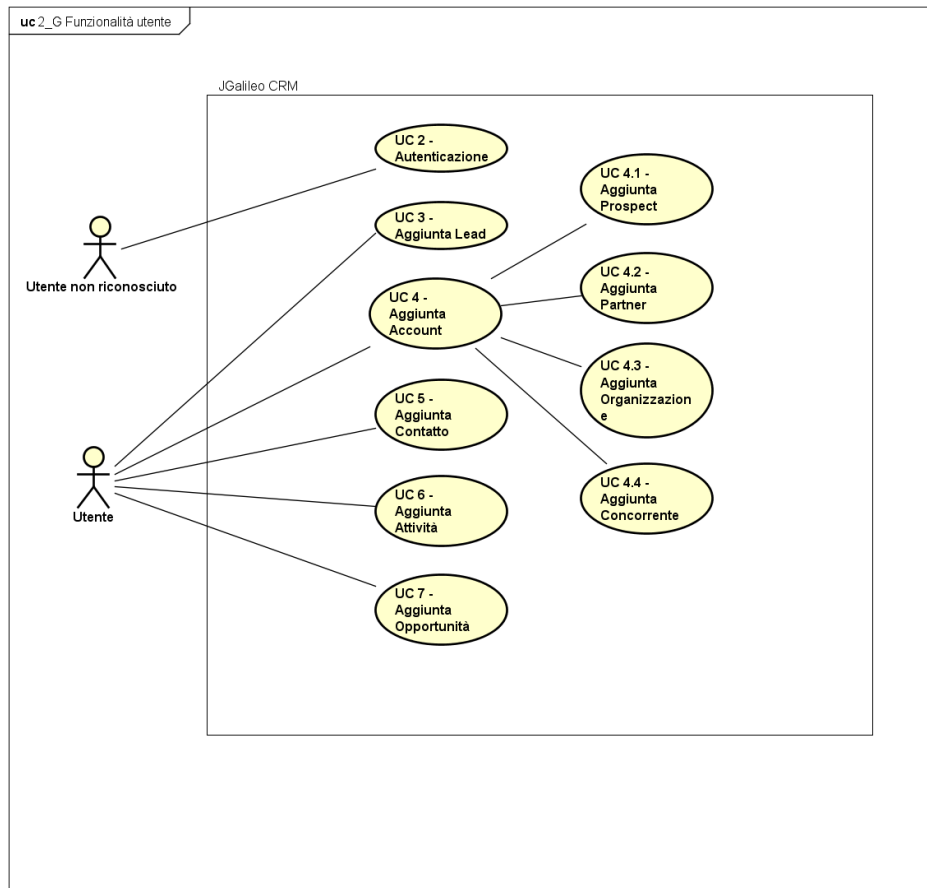 uc 2_G Funzionalità utente
JGalileo CRM
UC 2 -
Autenticazione
UC 3 -
Aggiunta Lead
UC 4 -
Aggiunta
Account
UC 5 -
Aggiunta
Contatto
UC 6 -
Aggiunta
Attività
UC 7 -
Aggiunta
Opportunità
UC 4.1 -
Aggiunta
Prospect
UC 4.2 -
Aggiunta
Partner
UC 4.3 -
Aggiunta
Organizzazion
e
UC 4.4 -
Aggiunta
Concorrente
Utente non riconosciuto
Utente